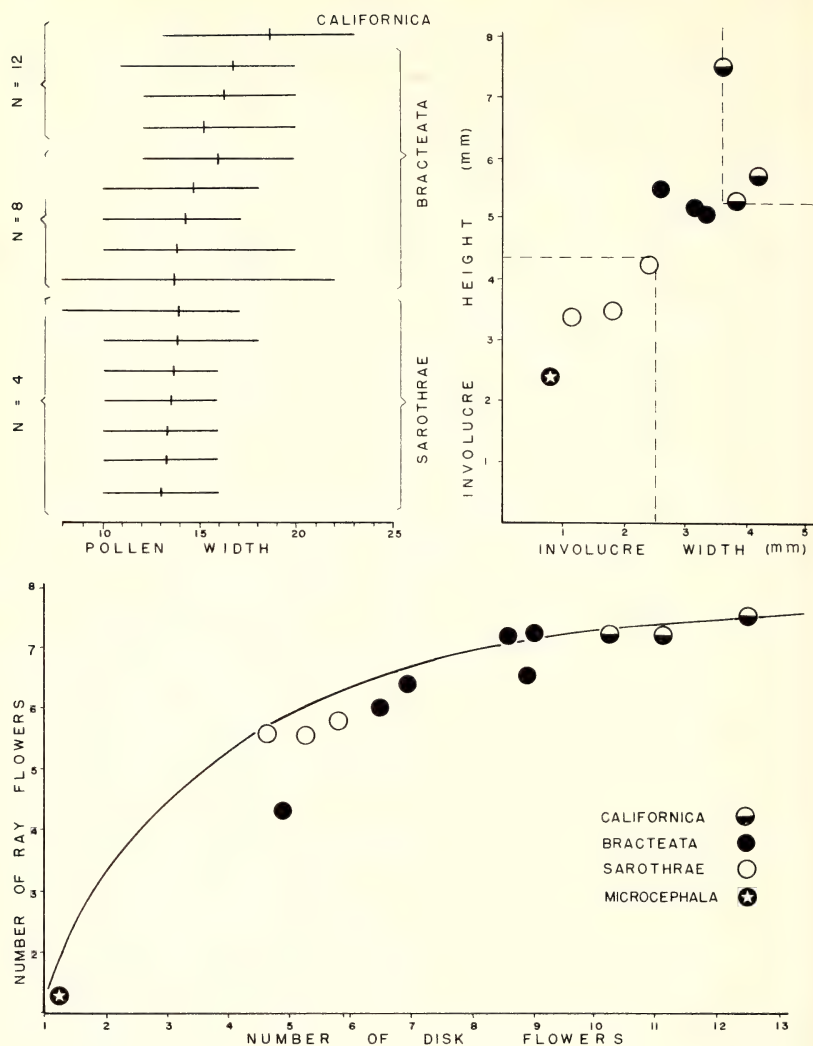 CALIFORNICA
N = 12
N = 8
N = 4
BRACTEATA
SAROTHRAE
10 15 20 25
POLLEN WIDTH
8
7
6
5
4
3
2
1
INVOLUCRE HEIGHT (mm)
1 2 3 4 5
INVOLUCRE WIDTH (mm)
8
7
6
5
4
3
2
NUMBER OF RAY FLOWERS
CALIFORNICA
BRACTEATA
SAROTHRAE
MICROCEPHALA
1 2 3 4 5 6 7 8 9 10 11 12 13
NUMBER OF DISK FLOWERS